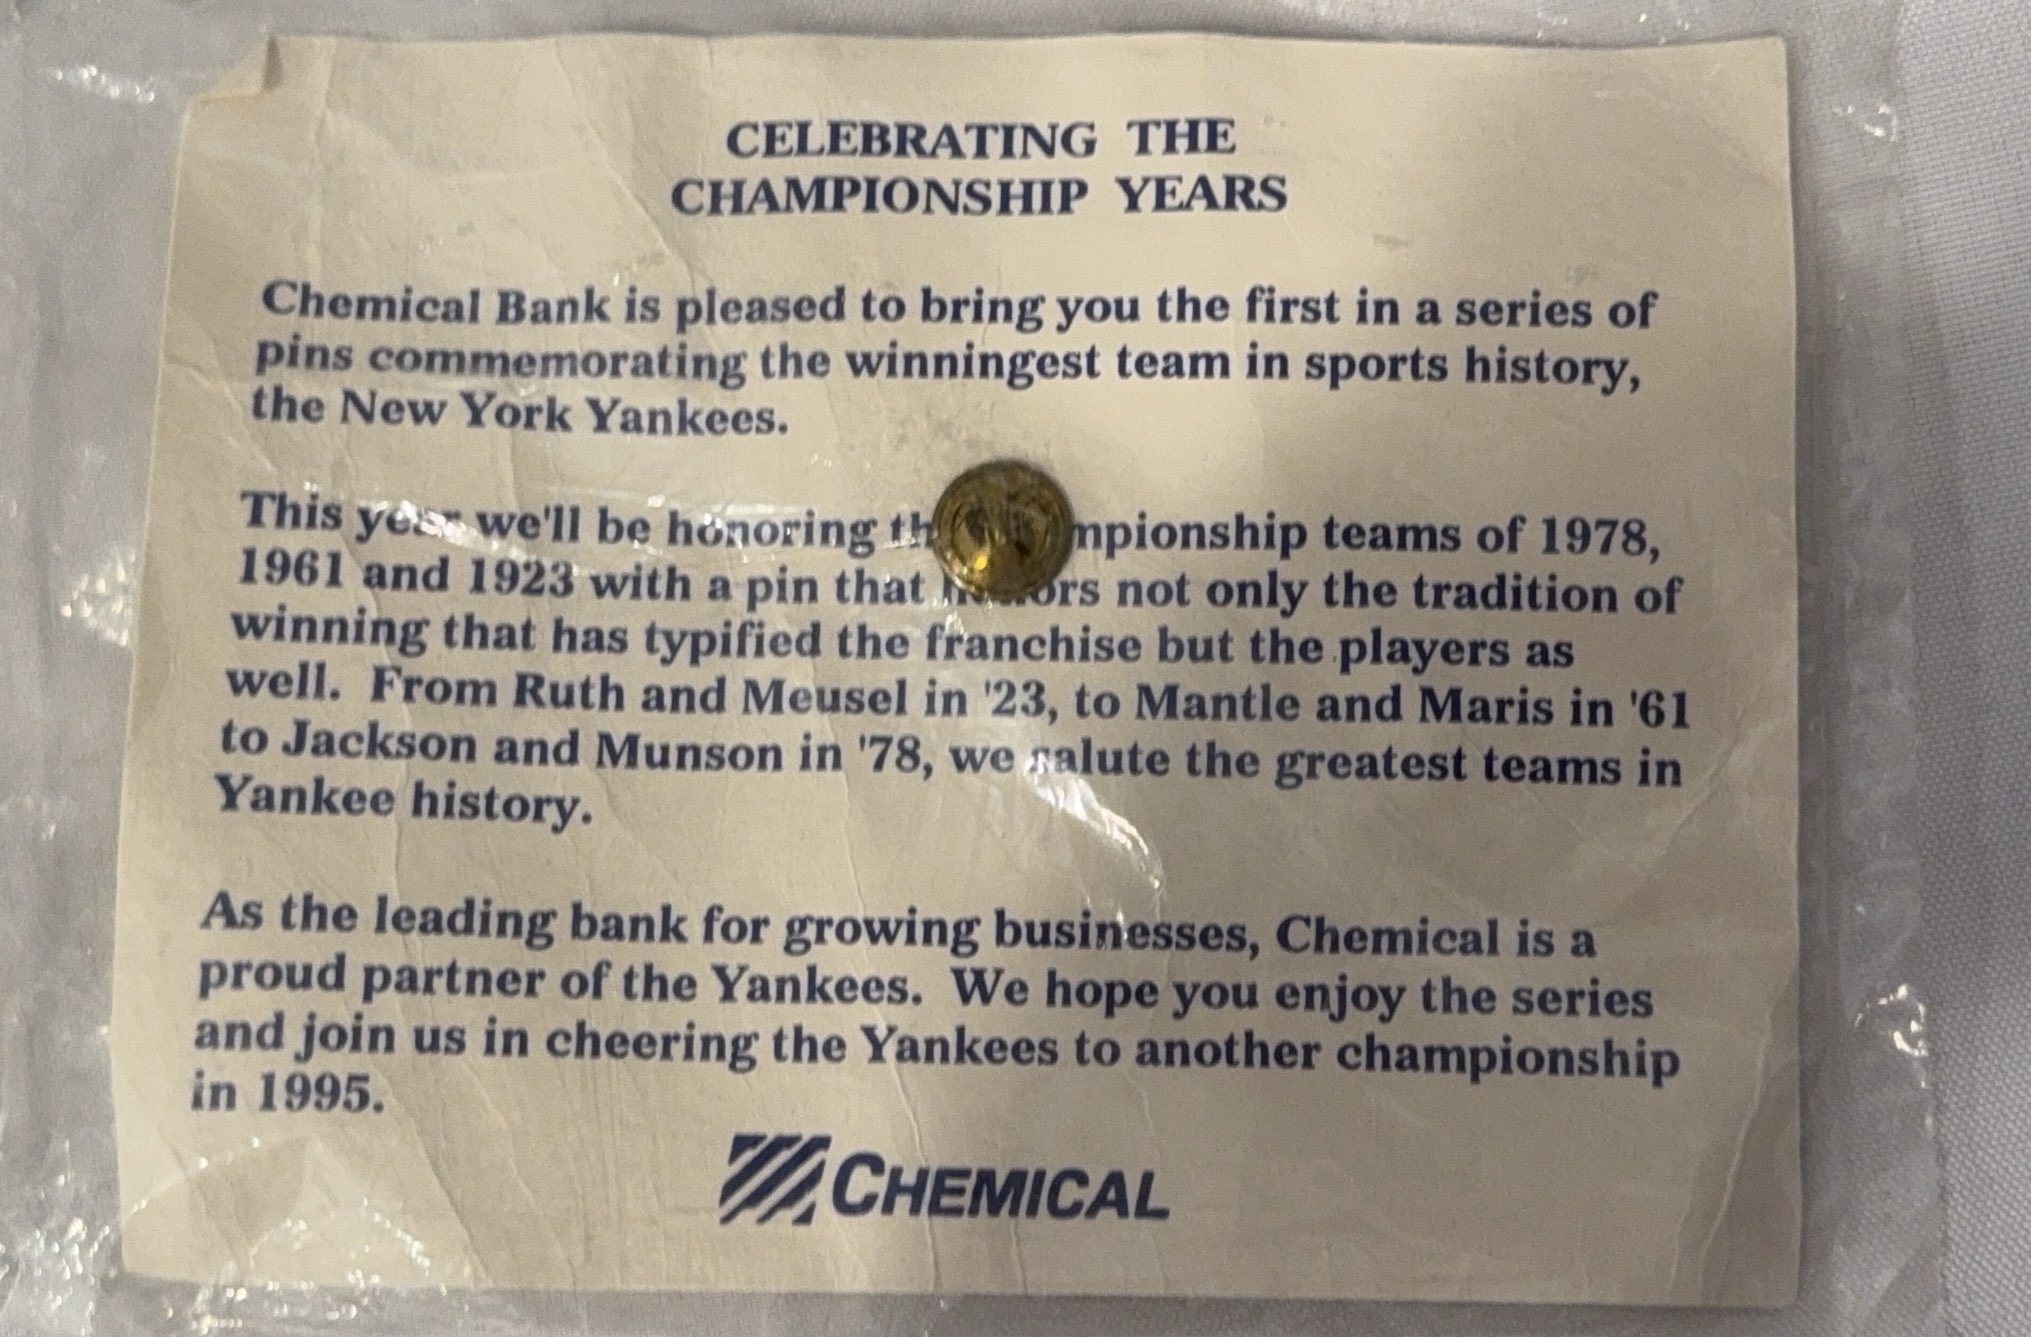 CELEBRATING THE
CHAMPIONSHIP YEARS
Chemical Bank is pleased to bring you the first in a series of
pins commemorating the winningest team in sports history,
the New York Yankees.
This year we'll be honoring th mpionship teams of 1978,
1961 and 1923 with a pin that ors not only the tradition of
winning that has typified the franchise but the players as
well. From Ruth and Meusel in '23, to Mantle and Maris in '61
to Jackson and Munson in '78, we salute the greatest teams in
Yankee history.
As the leading bank for growing businesses, Chemical is a
proud partner of the Yankees. We hope you enjoy the series
and join us in cheering the Yankees to another championship
in 1995.
CHEMICAL